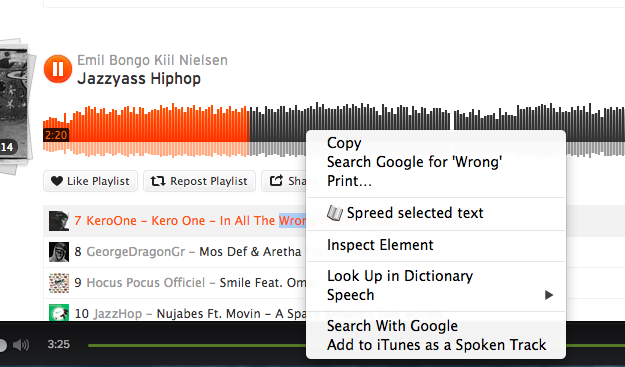 Emil Bongo Kiil Nielsen
Jazzyass Hiphop
2:20
14
Like Playlist
Repost Playlist
Sha
7 KeroOne – Kero One – In All The Wron
8 GeorgeDragonGr – Mos Def & Aretha
9 Hocus Pocus Officiel – Smile Feat. Om
10 JazzHop – Nujabes Ft. Movin – A Spa
3:25
Copy
Search Google for 'Wrong'
Print...
Spreed selected text
Inspect Element
Look Up in Dictionary
Speech
Search With Google
Add to iTunes as a Spoken Track